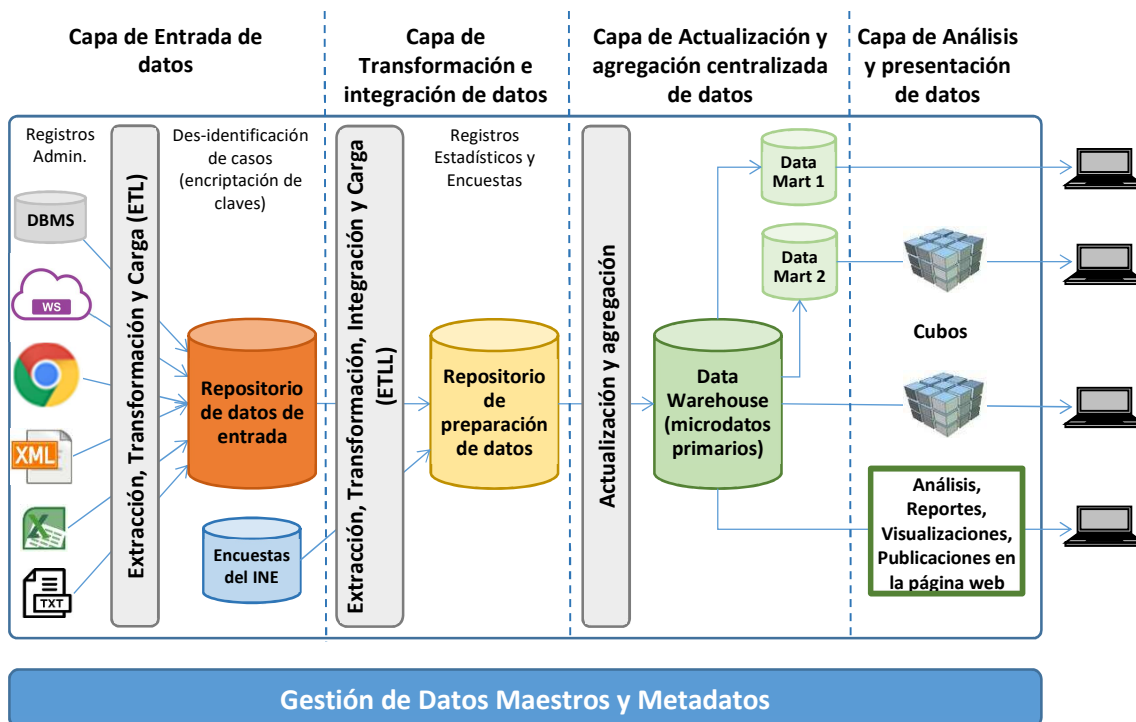 Capa de Entrada de
datos
Capa de
Transformación e
integración de datos
Capa de Actualización y
agregación centralizada
de datos
Capa de Análisis
y presentación
de datos
Registros
Admin.
DBMS
WS
XML
TXT
Extracción, Transformación y Carga (ETL)
Des-identificación
de casos
(encriptación de
claves)
Repositorio
de datos de
entrada
Encuestas
del INE
Extracción, Transformación, Integración y Carga
(ETLL)
Registros
Estadísticos y
Encuestas
Repositorio
de
preparación
de datos
Actualización y agregación
Data
Mart 1
Data
Mart 2
Data
Warehouse
(microdatos
primarios)
Cubos
Análisis,
Reportes,
Visualizaciones,
Publicaciones en
la página web
Gestión de Datos Maestros y Metadatos